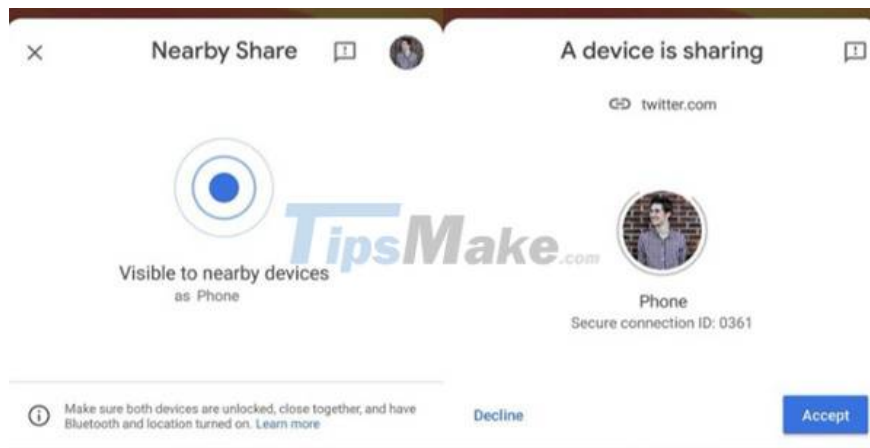 Nearby Share
Visible to nearby devices
as Phone
Make sure both devices are unlocked, close together, and have
Bluetooth and location turned on. Learn more
A device is sharing
twitter.com
Phone
Secure connection ID: 0361
Decline
Accept
TipsMake.com